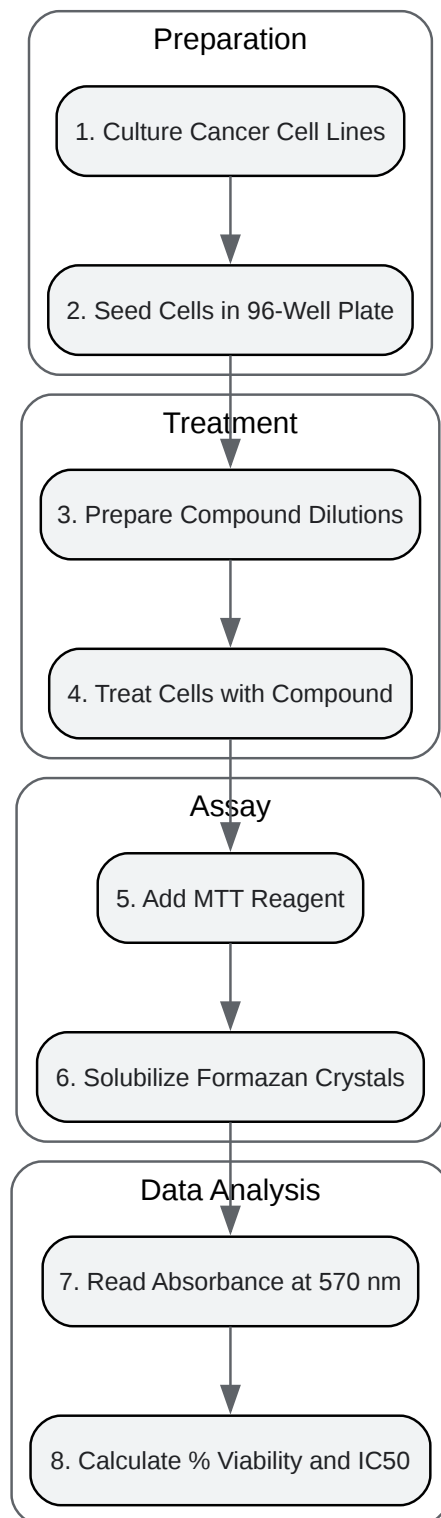 Preparation
1. Culture Cancer Cell Lines
2. Seed Cells in 96-Well Plate
Treatment
3. Prepare Compound Dilutions
4. Treat Cells with Compound
Assay
5. Add MTT Reagent
6. Solubilize Formazan Crystals
Data Analysis
7. Read Absorbance at 570 nm
8. Calculate % Viability and IC50